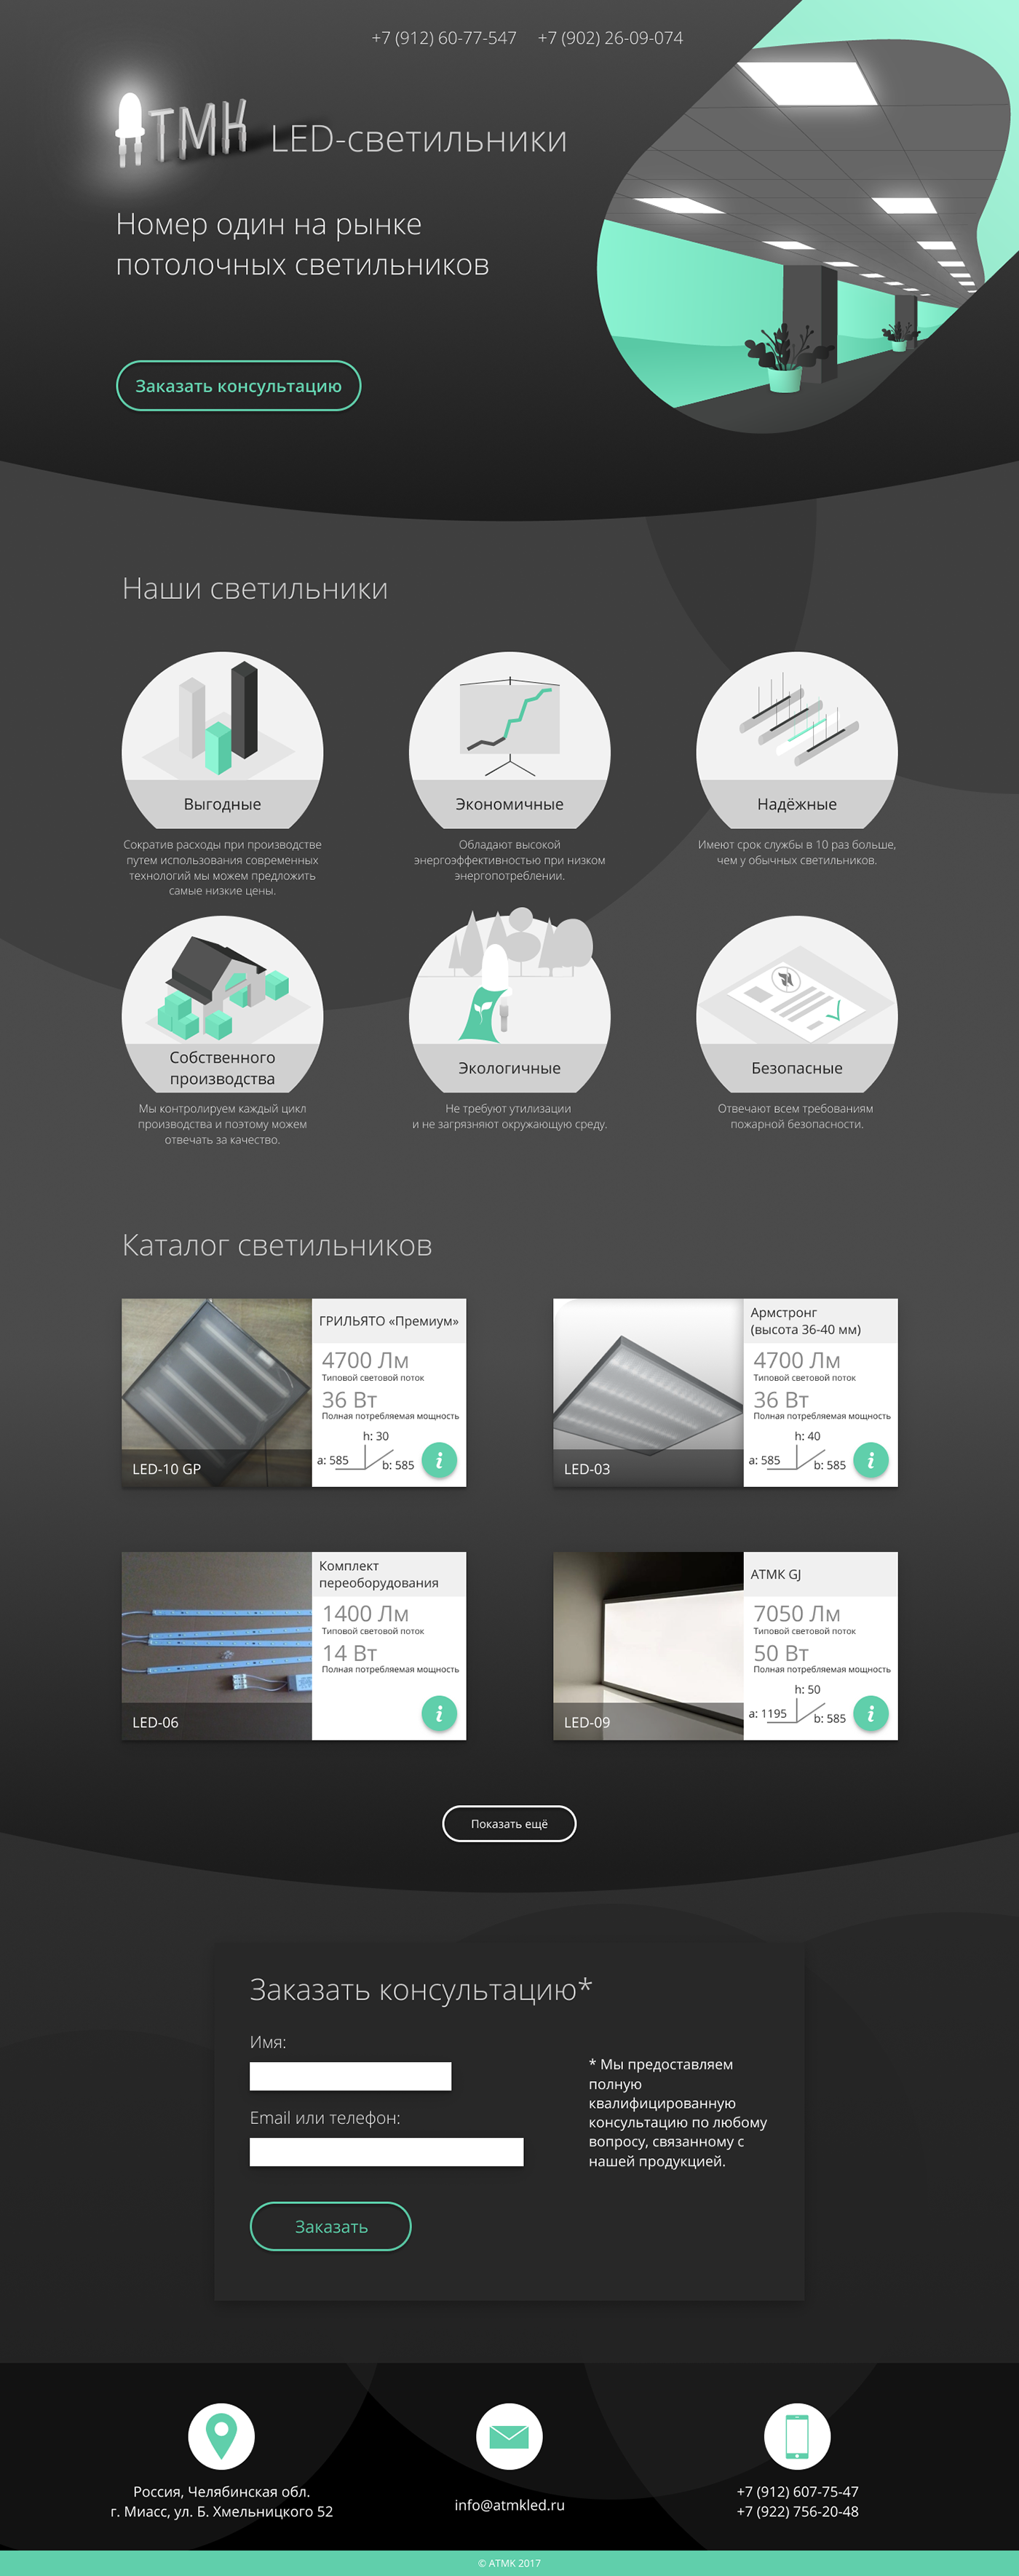 +7 (912) 60-77-547 +7 (902) 26-09-074
АТМК LED-светильники
Номер один на рынке
потолочных светильников
Заказать консультацию
Наши светильники
Выгодные
Сократив расходы при производстве
путем использования современных
технологий мы можем предложить
самые низкие цены.
Экономичные
Обладают высокой
энергоэффективностью при низком
энергопотреблении.
Надёжные
Имеют срок службы в 10 раз больше,
чем у обычных светильников.
Собственного
производства
Мы контролируем каждый цикл
производства и поэтому можем
отвечать за качество.
Экологичные
Не требуют утилизации
и не загрязняют окружающую среду.
Безопасные
Отвечают всем требованиям
пожарной безопасности.
Каталог светильников
LED-10 GP
ГРИЛЬЯТО «Премиум»
4700 Лм
Типовой световой поток
36 Вт
Полная потребляемая мощность
h: 30
a: 585
b: 585
i
LED-03
Армстронг
(высота 36-40 мм)
4700 Лм
Типовой световой поток
36 Вт
Полная потребляемая мощность
h: 40
a: 585
b: 585
i
LED-06
Комплект
переоборудования
1400 Лм
Типовой световой поток
14 Вт
Полная потребляемая мощность
i
LED-09
АТМК GJ
7050 Лм
Типовой световой поток
50 Вт
Полная потребляемая мощность
h: 50
a: 1195
b: 585
i
Показать ещё
Заказать консультацию*
Имя:
Email или телефон:
Заказать
* Мы предоставляем
полную
квалифицированную
консультацию по любому
вопросу, связанному с
нашей продукцией.
Россия, Челябинская обл.
г. Миасс, ул. Б. Хмельницкого 52
info@atmkled.ru
+7 (912) 607-75-47
+7 (922) 756-20-48
© АТМК 2017